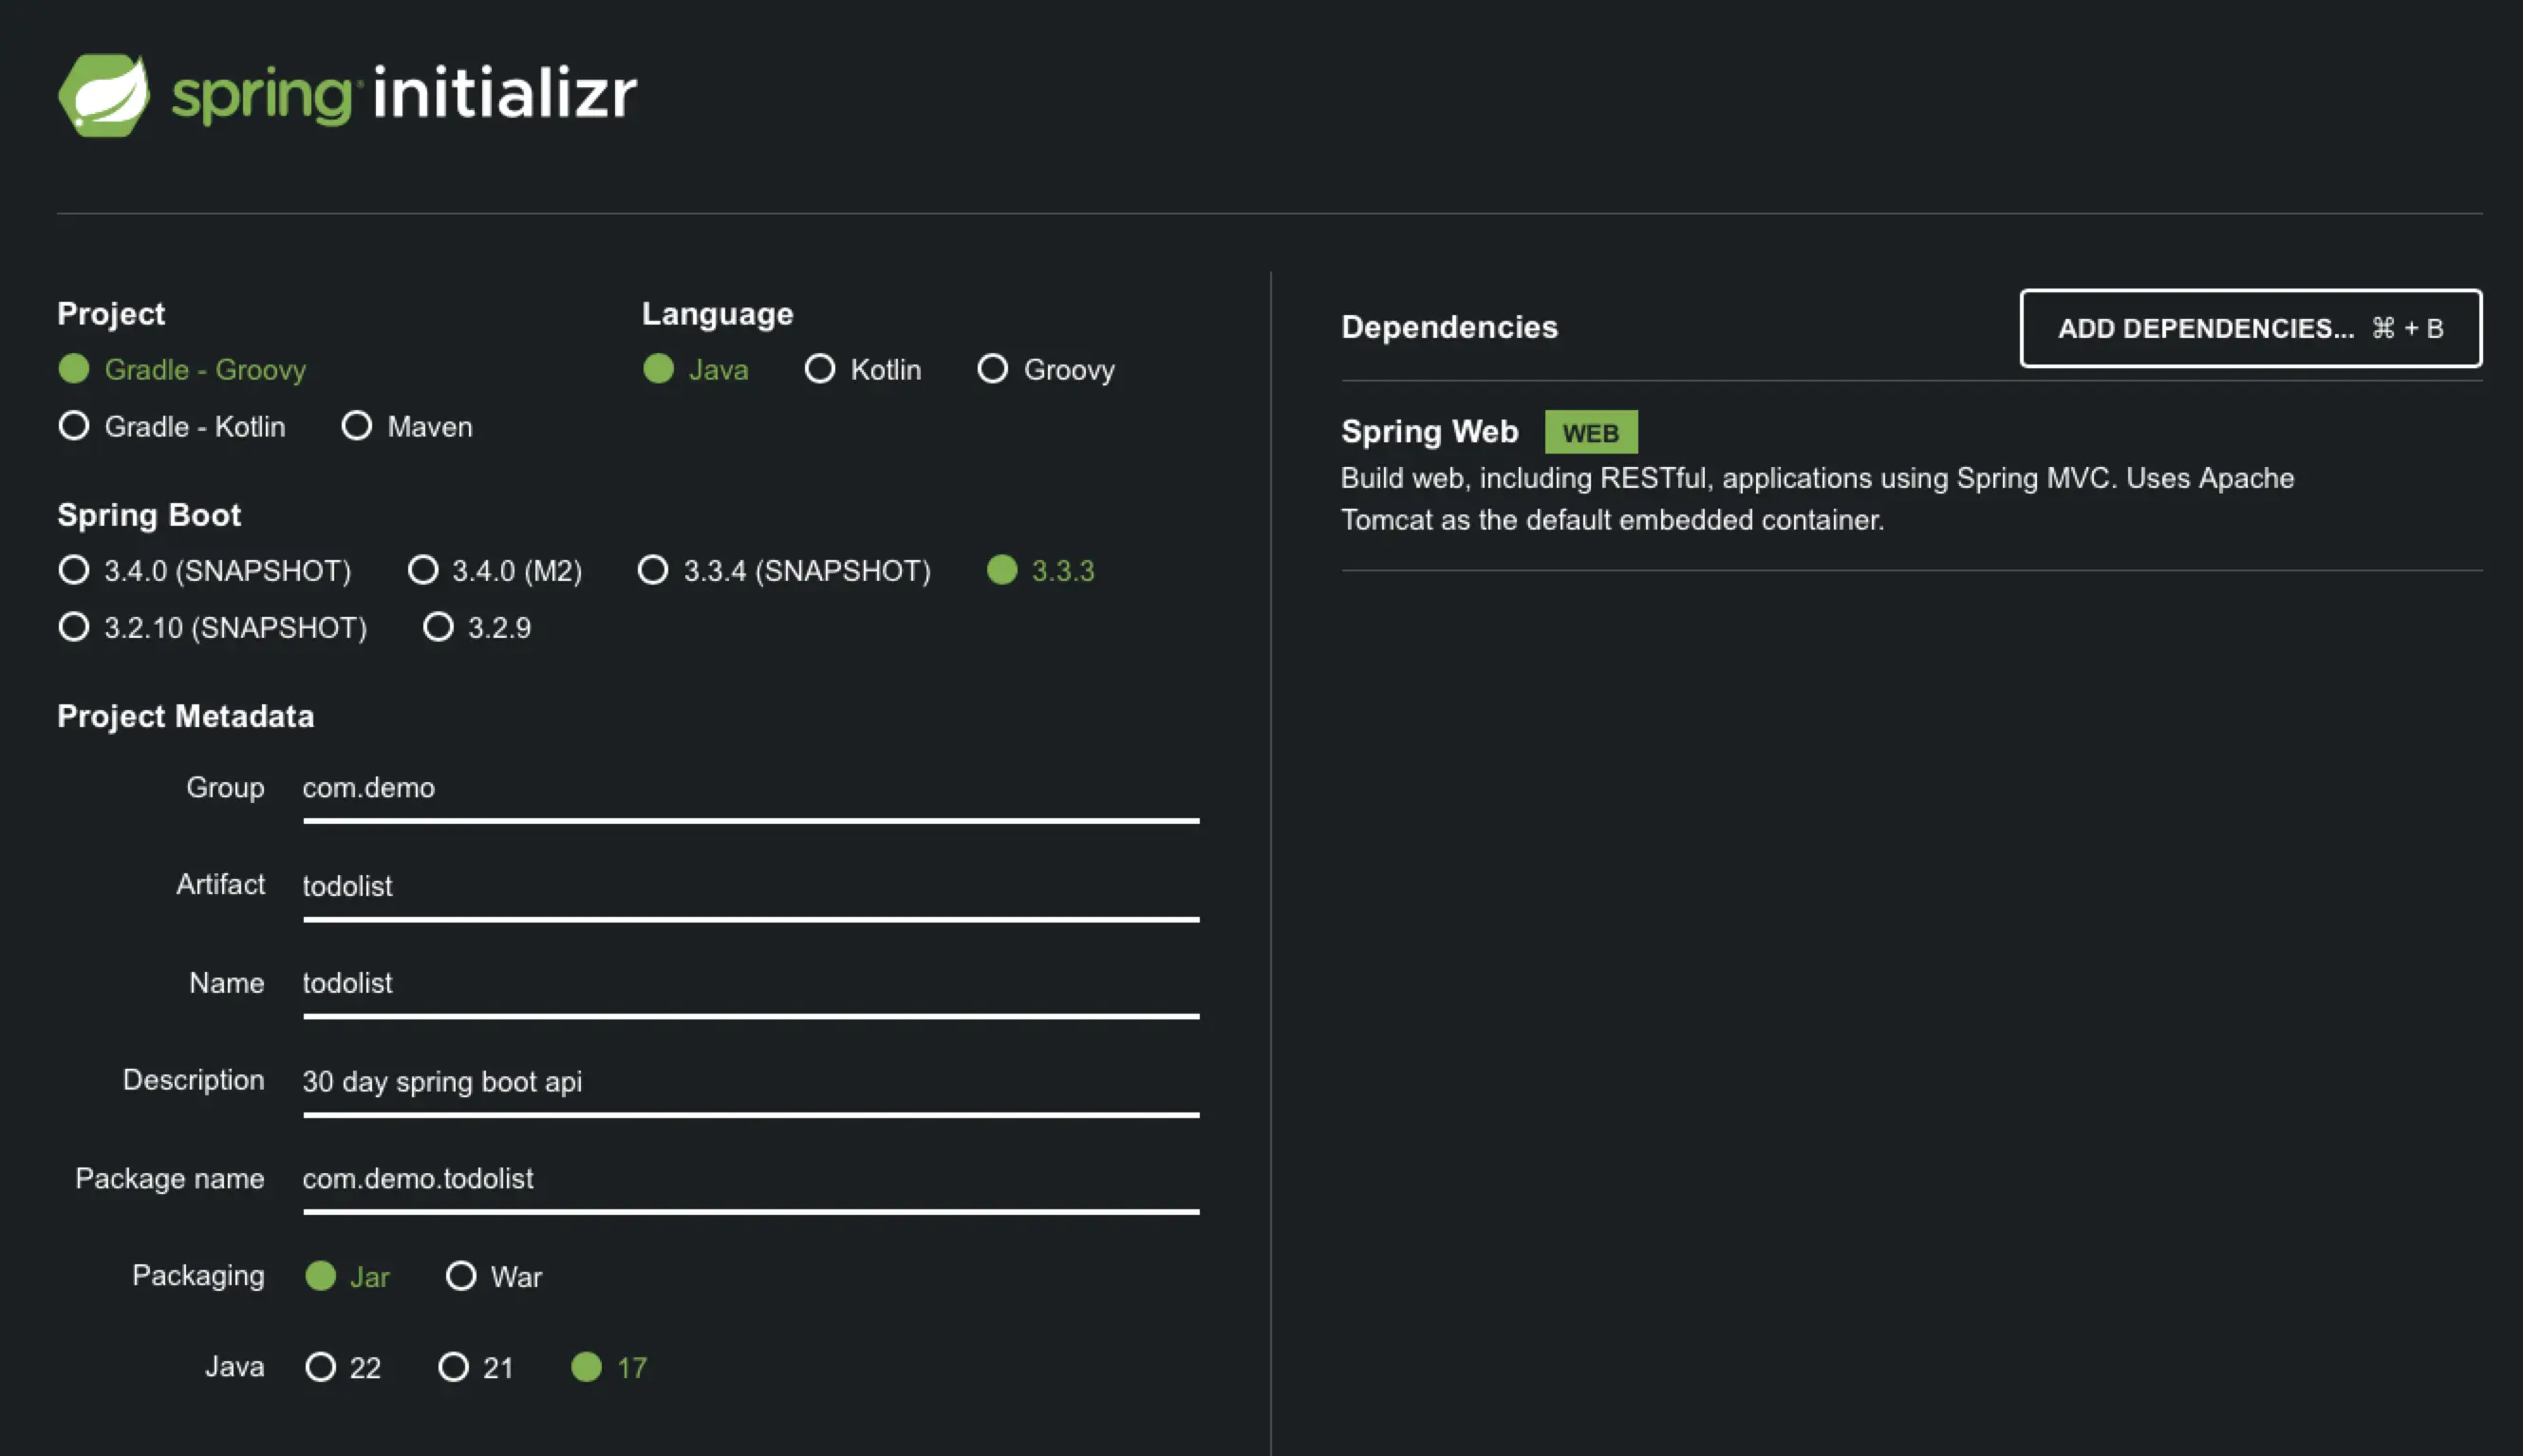 spring initializr
Project
Gradle - Groovy
Gradle - Kotlin Maven
Language
Java Kotlin Groovy
Spring Boot
3.4.0 (SNAPSHOT) 3.4.0 (M2) 3.3.4 (SNAPSHOT) 3.3.3
3.2.10 (SNAPSHOT) 3.2.9
Project Metadata
Group com.demo
Artifact todolist
Name todolist
Description 30 day spring boot api
Package name com.demo.todolist
Packaging Jar War
Java 22 21 17
Dependencies
ADD DEPENDENCIES... ⌘ + B
Spring Web WEB
Build web, including RESTful, applications using Spring MVC. Uses Apache
Tomcat as the default embedded container.